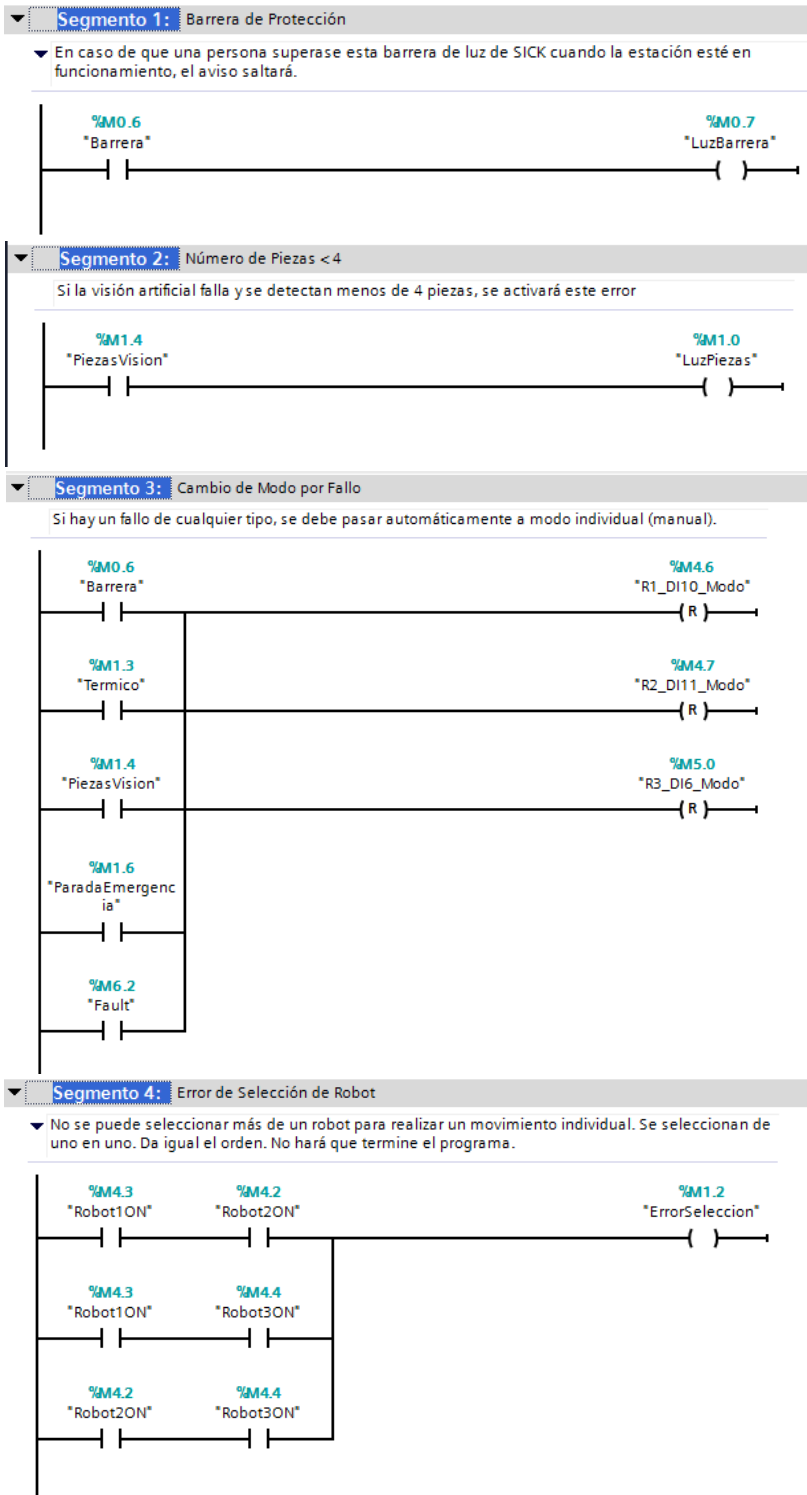 Segmento 1: Barrera de Protección
En caso de que una persona superase esta barrera de luz de SICK cuando la estación esté en
funcionamiento, el aviso saltará.
%M0.6 %M0.7
"Barrera" "LuzBarrera"
Segmento 2: Número de Piezas <4
Si la visión artificial falla y se detectan menos de 4 piezas, se activará este error
%M1.4 %M1.0
"PiezasVision" "LuzPiezas"
Segmento 3: Cambio de Modo por Fallo
Si hay un fallo de cualquier tipo, se debe pasar automáticamente a modo individual (manual).
%M0.6 %M4.6
"Barrera" "R1_DI10_Modo"
R
%M1.3 %M4.7
"Termico" "R2_DI11_Modo"
R
%M1.4 %M5.0
"PiezasVision" "R3_DI6_Modo"
R
%M1.6
"ParadaEmergenc
ia"
%M6.2
"Fault"
Segmento 4: Error de Selección de Robot
No se puede seleccionar más de un robot para realizar un movimiento individual. Se seleccionan de
uno en uno. Da igual el orden. No hará que termine el programa.
%M4.3 %M4.2 %M1.2
"Robot1ON" "Robot2ON" "ErrorSeleccion"
%M4.3 %M4.4
"Robot1ON" "Robot3ON"
%M4.2 %M4.4
"Robot2ON" "Robot3ON"